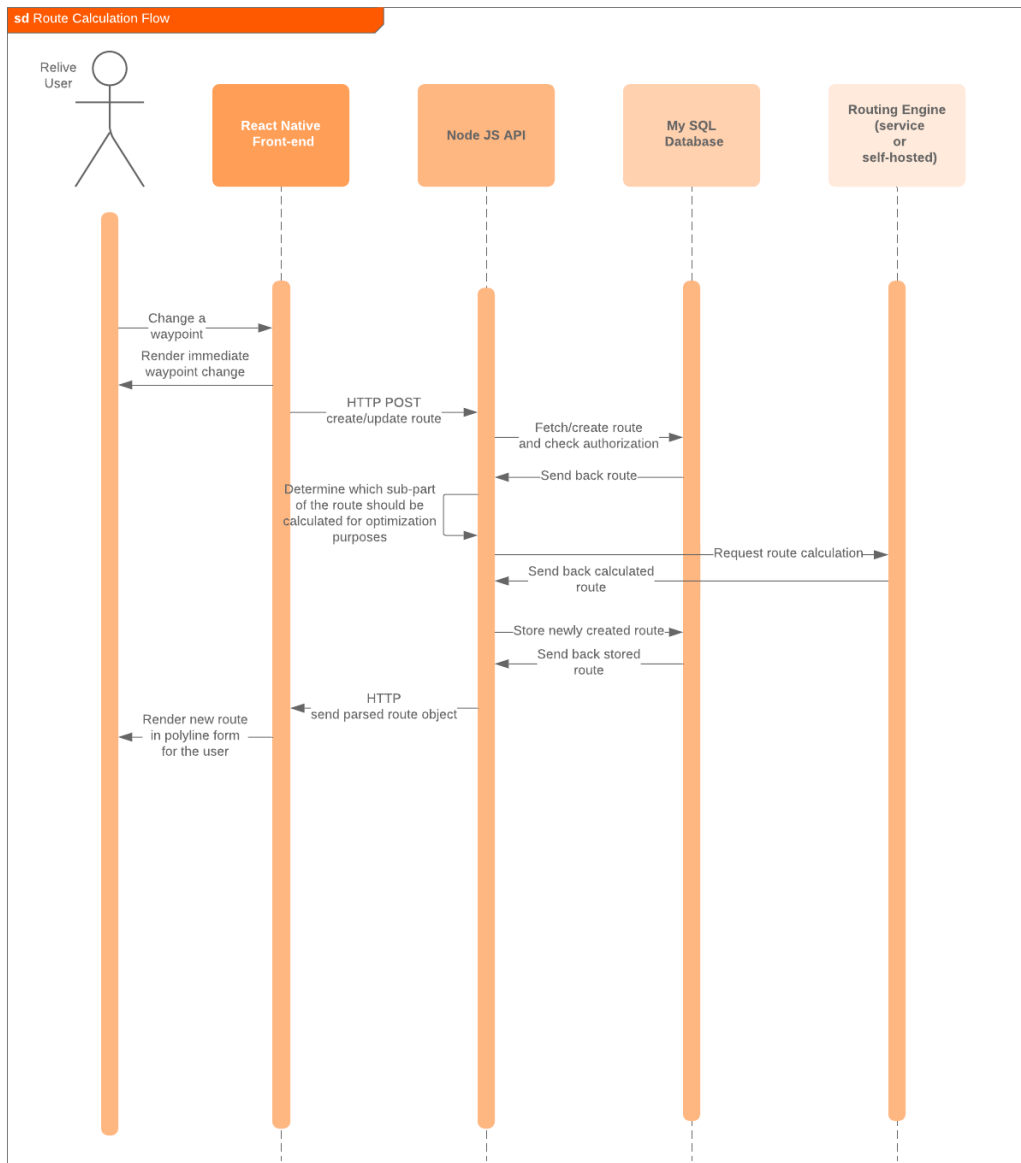 sd Route Calculation Flow
Relive
User
React Native
Front-end
Node JS API
My SQL
Database
Routing Engine
(service
or
self-hosted)
Change a
waypoint
Render immediate
waypoint change
HTTP POST
create/update route
Fetch/create route
and check authorization
Send back route
Determine which sub-part
of the route should be
calculated for optimization
purposes
Request route calculation
Send back calculated
route
Store newly created route
Send back stored
route
HTTP
send parsed route object
Render new route
in polyline form
for the user